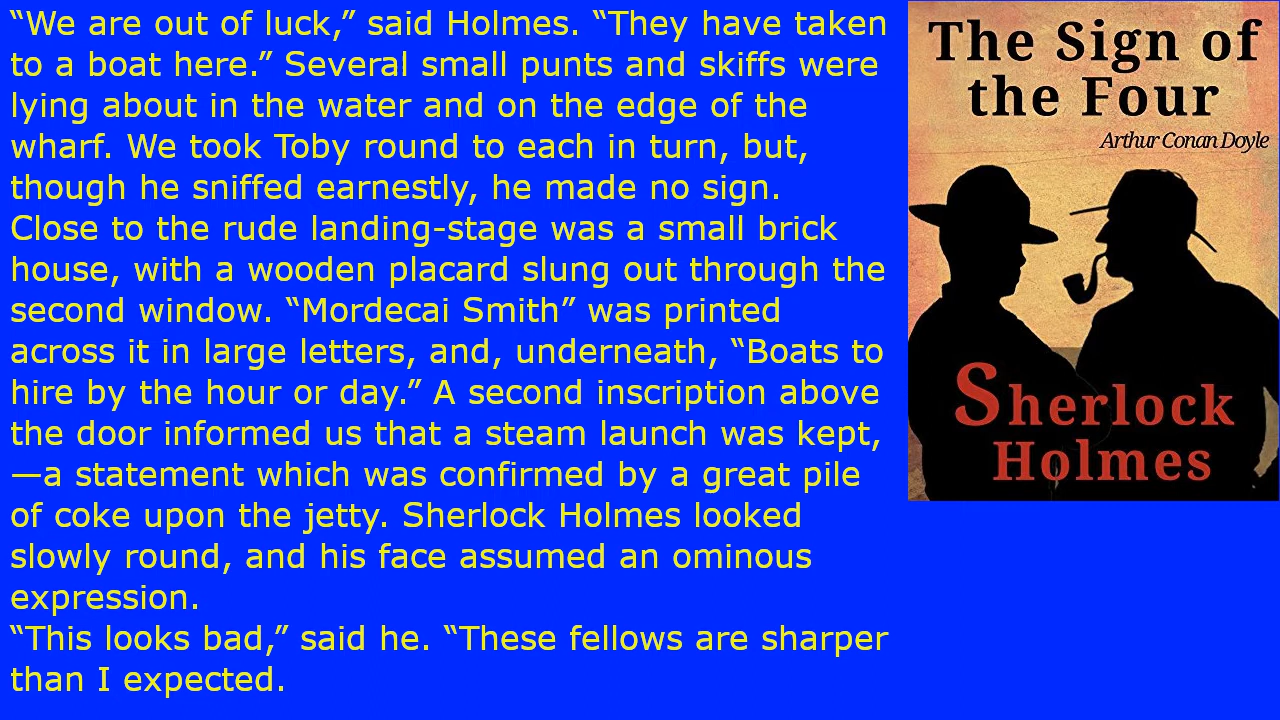 “We are out of luck,” said Holmes. “They have taken
to a boat here.” Several small punts and skiffs were
lying about in the water and on the edge of the
wharf. We took Toby round to each in turn, but,
though he sniffed earnestly, he made no sign.
Close to the rude landing-stage was a small brick
house, with a wooden placard slung out through the
second window. “Mordecai Smith” was printed
across it in large letters, and, underneath, “Boats to
hire by the hour or day.” A second inscription above
the door informed us that a steam launch was kept,
—a statement which was confirmed by a great pile
of coke upon the jetty. Sherlock Holmes looked
slowly round, and his face assumed an ominous
expression.
“This looks bad,” said he. “These fellows are sharper
than I expected.
The Sign of
the Four
Arthur Conan Doyle
Sherlock
Holmes